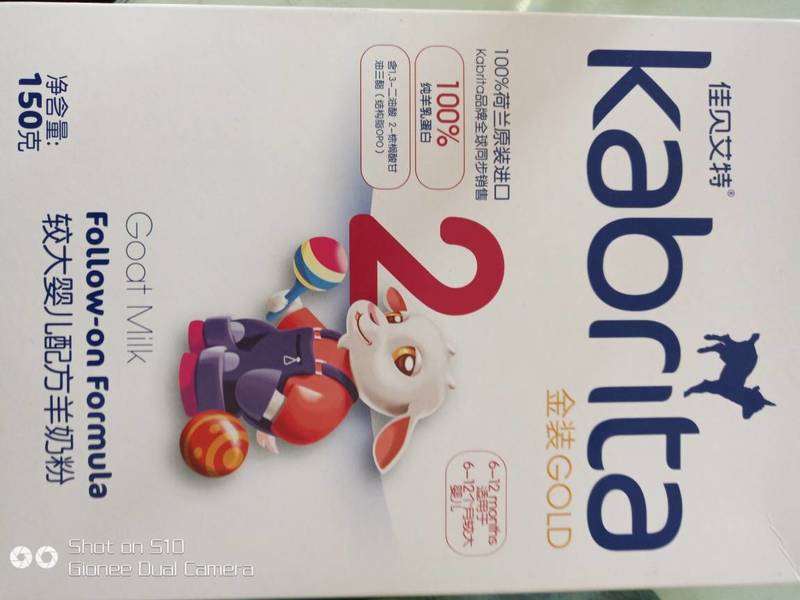 佳贝艾特®
kabrita
金装GOLD
100%荷兰原装进口
Kabrita品牌全球同步销售
100%
纯羊乳蛋白
含1,3-二油酸 2-棕榈酸甘
油三酯（结构脂OPO）
2
6-12 months
适用于
6-12个月较大
婴儿
Goat Milk
Follow-on Formula
较大婴儿配方羊奶粉
净含量:
150克
Shot on S10
Gionee Dual Camera